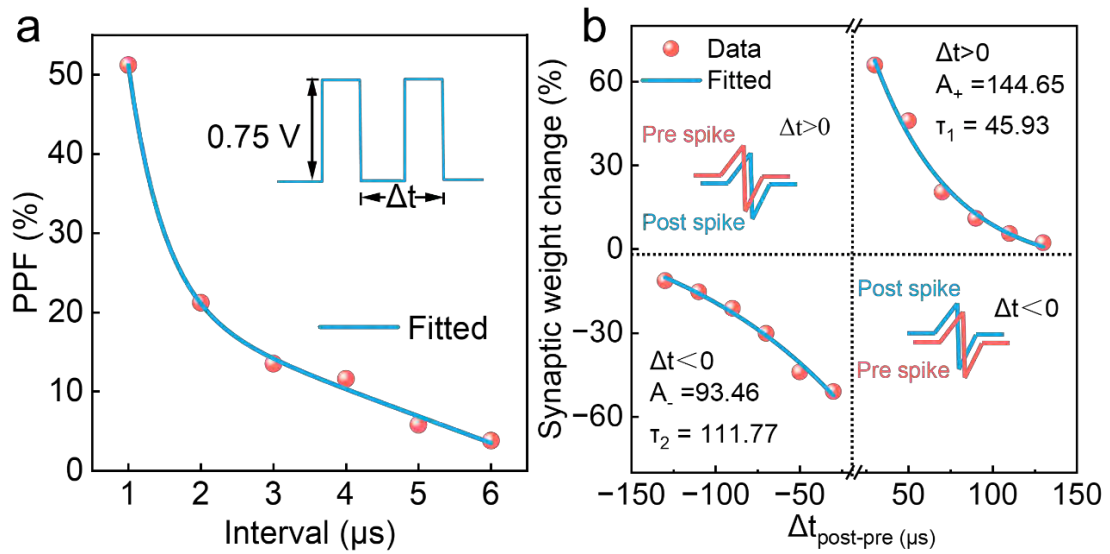 a
PPF (%)
50
40
30
20
10
0
0.75 V
Δt
Fitted
1 2 3 4 5 6
Interval (μs)
b
Synaptic weight change (%)
60
30
0
−30
−60
Data
Fitted
Δt>0
Pre spike
Post spike
Δt>0
A+ =144.65
τ1 = 45.93
Δt<0
A- =93.46
τ2 = 111.77
Post spike
Δt<0
Pre spike
−150 −100 −50 50 100 150
Δtpost-pre (μs)